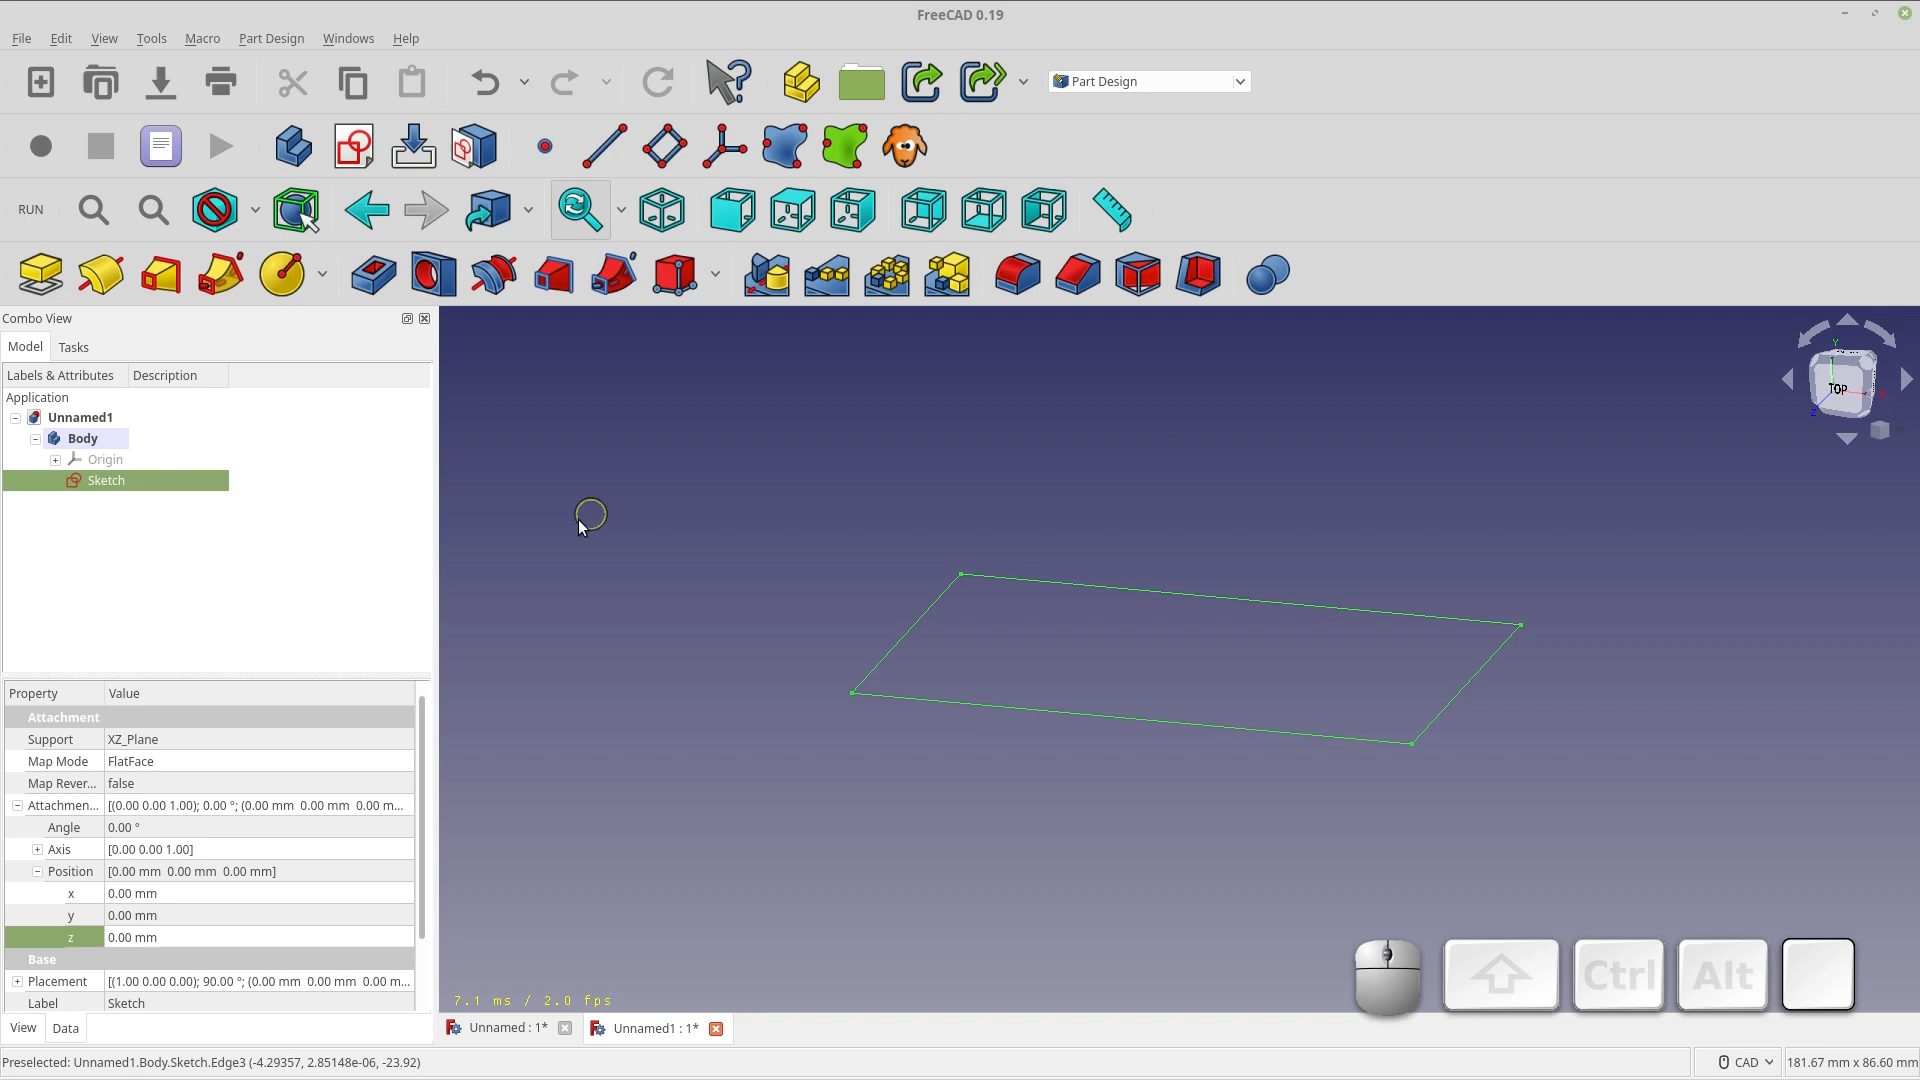 FreeCAD 0.19
File Edit View Tools Macro Part Design Windows Help
Part Design
RUN
Combo View
Model Tasks
Labels & Attributes Description
Application
Unnamed1
Body
Origin
Sketch
Property Value
Attachment
Support XZ_Plane
Map Mode FlatFace
Map Rever... false
Attachmen... [(0.00 0.00 1.00); 0.00 °; (0.00 mm 0.00 mm 0.00 m...
Angle 0.00 °
Axis [0.00 0.00 1.00]
Position [0.00 mm 0.00 mm 0.00 mm]
x 0.00 mm
y 0.00 mm
z 0.00 mm
Base
Placement [(1.00 0.00 0.00); 90.00 °; (0.00 mm 0.00 mm 0.00 m...
Label Sketch
View Data
Y
TOP
X
Z
7.1 ms / 2.0 fps
Ctrl Alt
Unnamed : 1* Unnamed1 : 1*
Preselected: Unnamed1.Body.Sketch.Edge3 (-4.29357, 2.85148e-06, -23.92)
CAD 181.67 mm x 86.60 mm